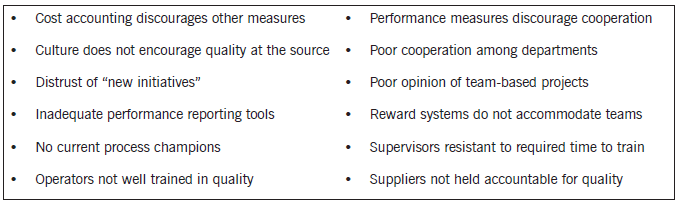 • Cost accounting discourages other measures
• Culture does not encourage quality at the source
• Distrust of “new initiatives”
• Inadequate performance reporting tools
• No current process champions
• Operators not well trained in quality
• Performance measures discourage cooperation
• Poor cooperation among departments
• Poor opinion of team-based projects
• Reward systems do not accommodate teams
• Supervisors resistant to required time to train
• Suppliers not held accountable for quality